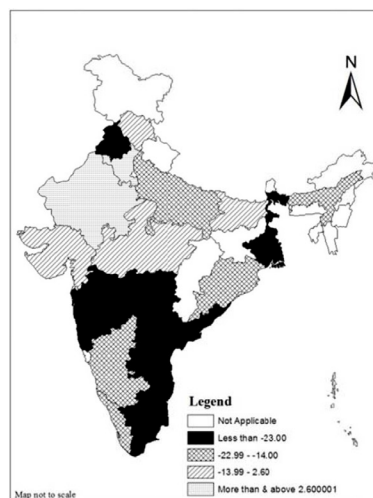 N
Legend
Not Applicable
Less than -23.00
-22.99 - -14.00
-13.99 - 2.60
More than & above 2.600001
Map not to scale